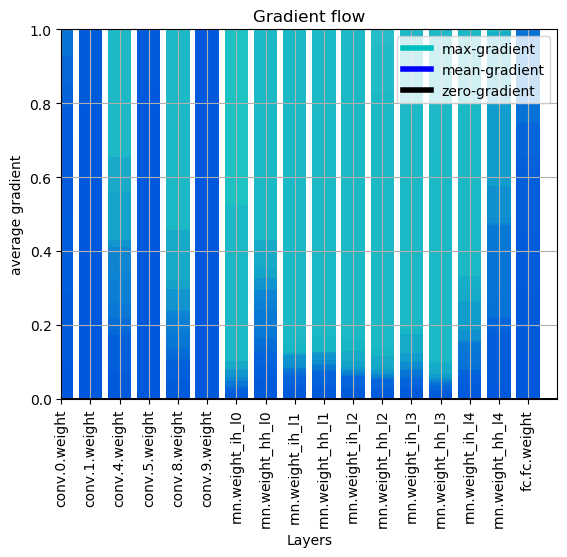 Gradient flow
max-gradient
mean-gradient
zero-gradient
average gradient
1.0
0.8
0.6
0.4
0.2
0.0
conv.0.weight
conv.1.weight
conv.4.weight
conv.5.weight
conv.8.weight
conv.9.weight
rnn.weight_ih_l0
rnn.weight_hh_l0
rnn.weight_ih_l1
rnn.weight_hh_l1
rnn.weight_ih_l2
rnn.weight_hh_l2
rnn.weight_ih_l3
rnn.weight_hh_l3
rnn.weight_ih_l4
rnn.weight_hh_l4
fc.fc.weight
Layers